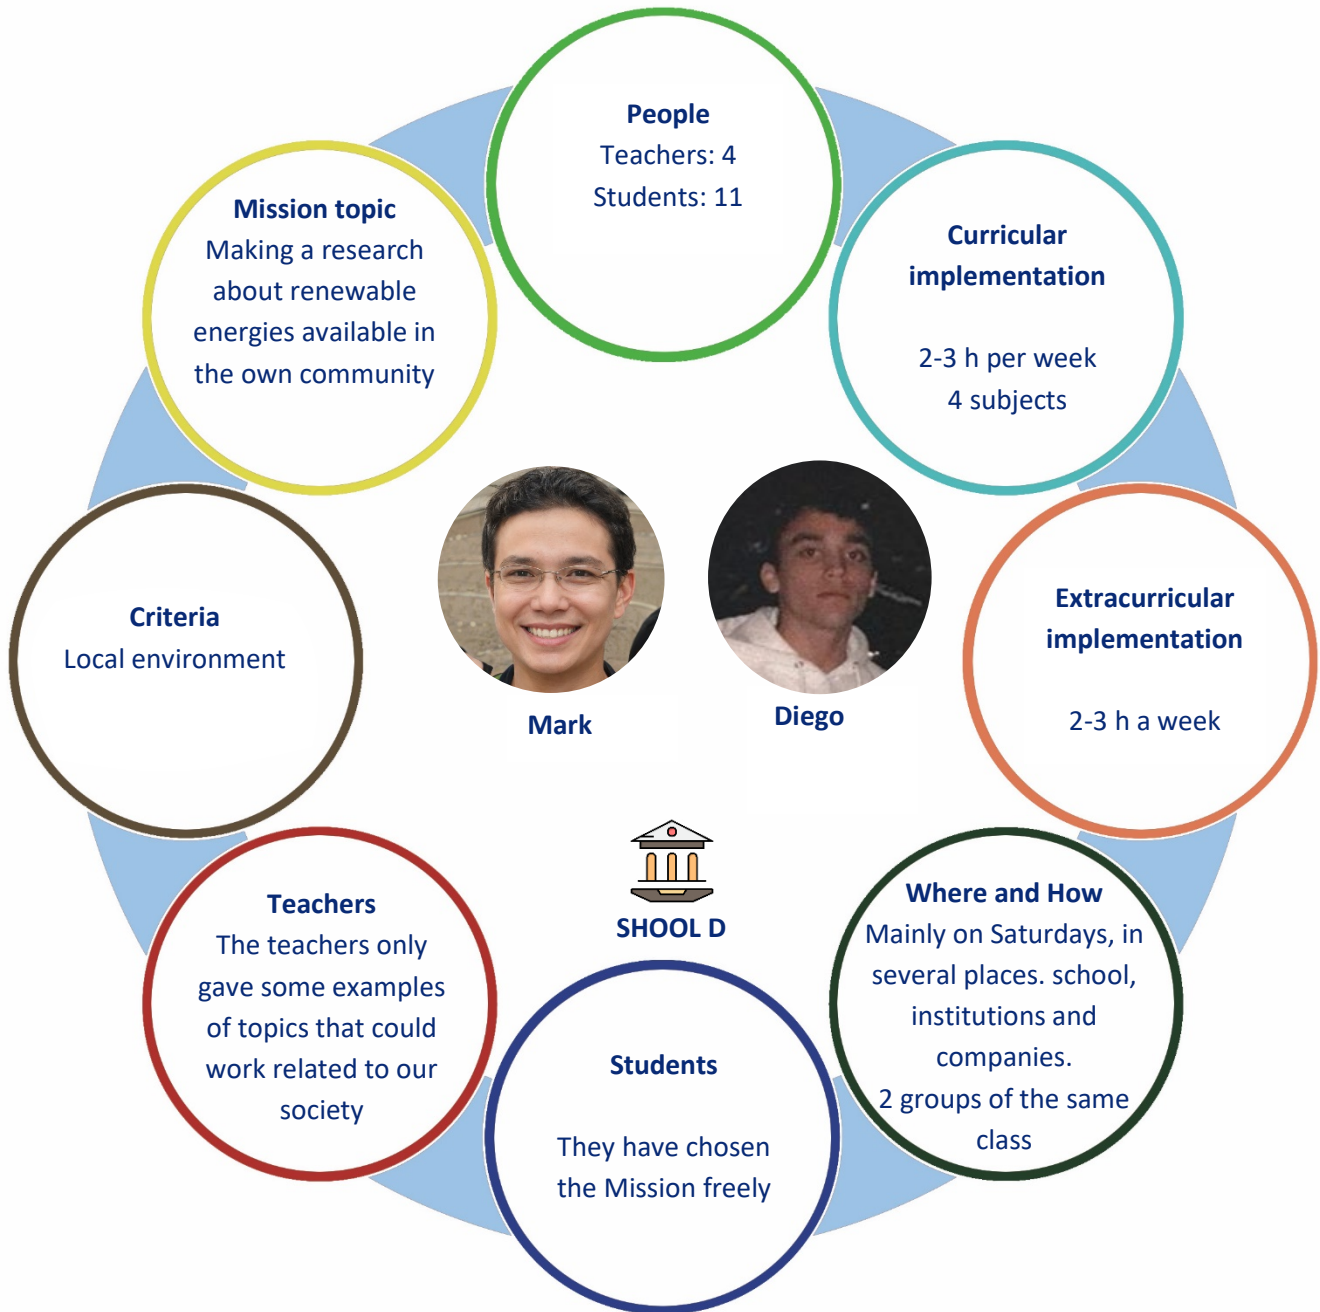 People
Teachers: 4
Students: 11
Mission topic
Making a research
about renewable
energies available in
the own community
Curricular
implementation
2-3 h per week
4 subjects
Criteria
Local environment
Mark
Diego
Extracurricular
implementation
2-3 h a week
SHOOL D
Teachers
The teachers only
gave some examples
of topics that could
work related to our
society
Students
They have chosen
the Mission freely
Where and How
Mainly on Saturdays, in
several places. school,
institutions and
companies.
2 groups of the same
class